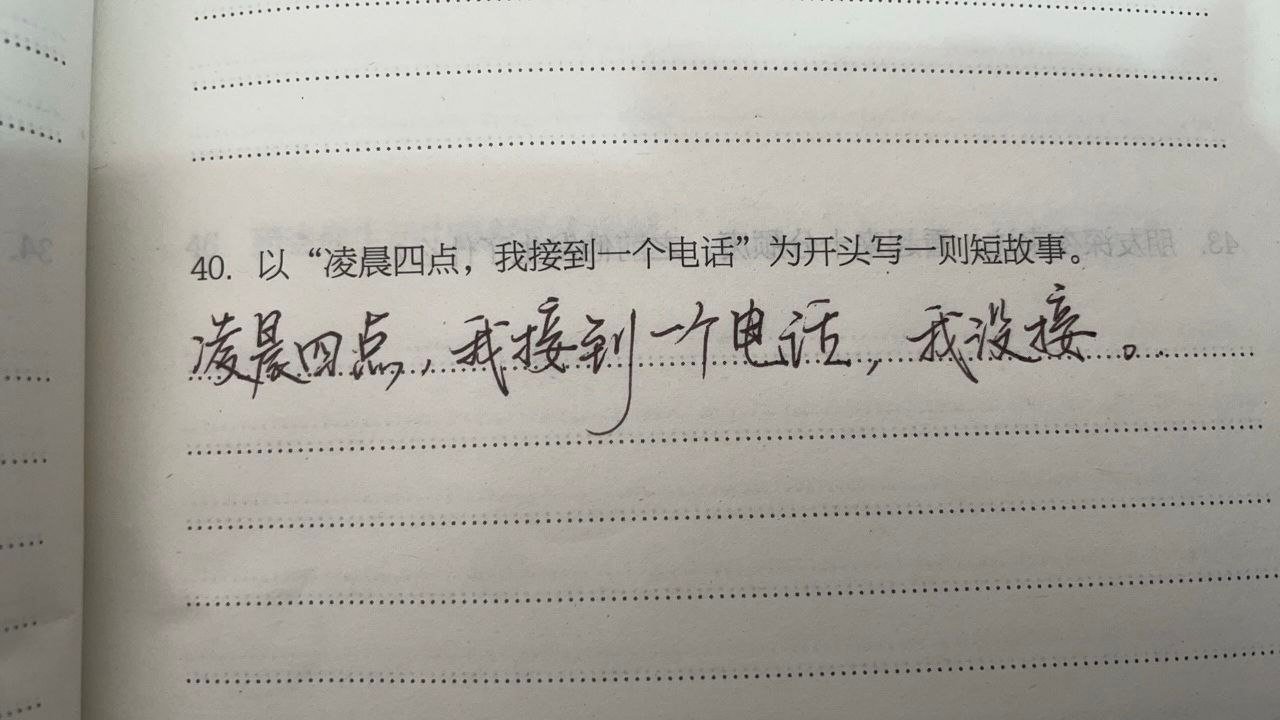 40. 以“凌晨四点，我接到一个电话”为开头写一则短故事。
凌晨四点，我接到一个电话，我没接。